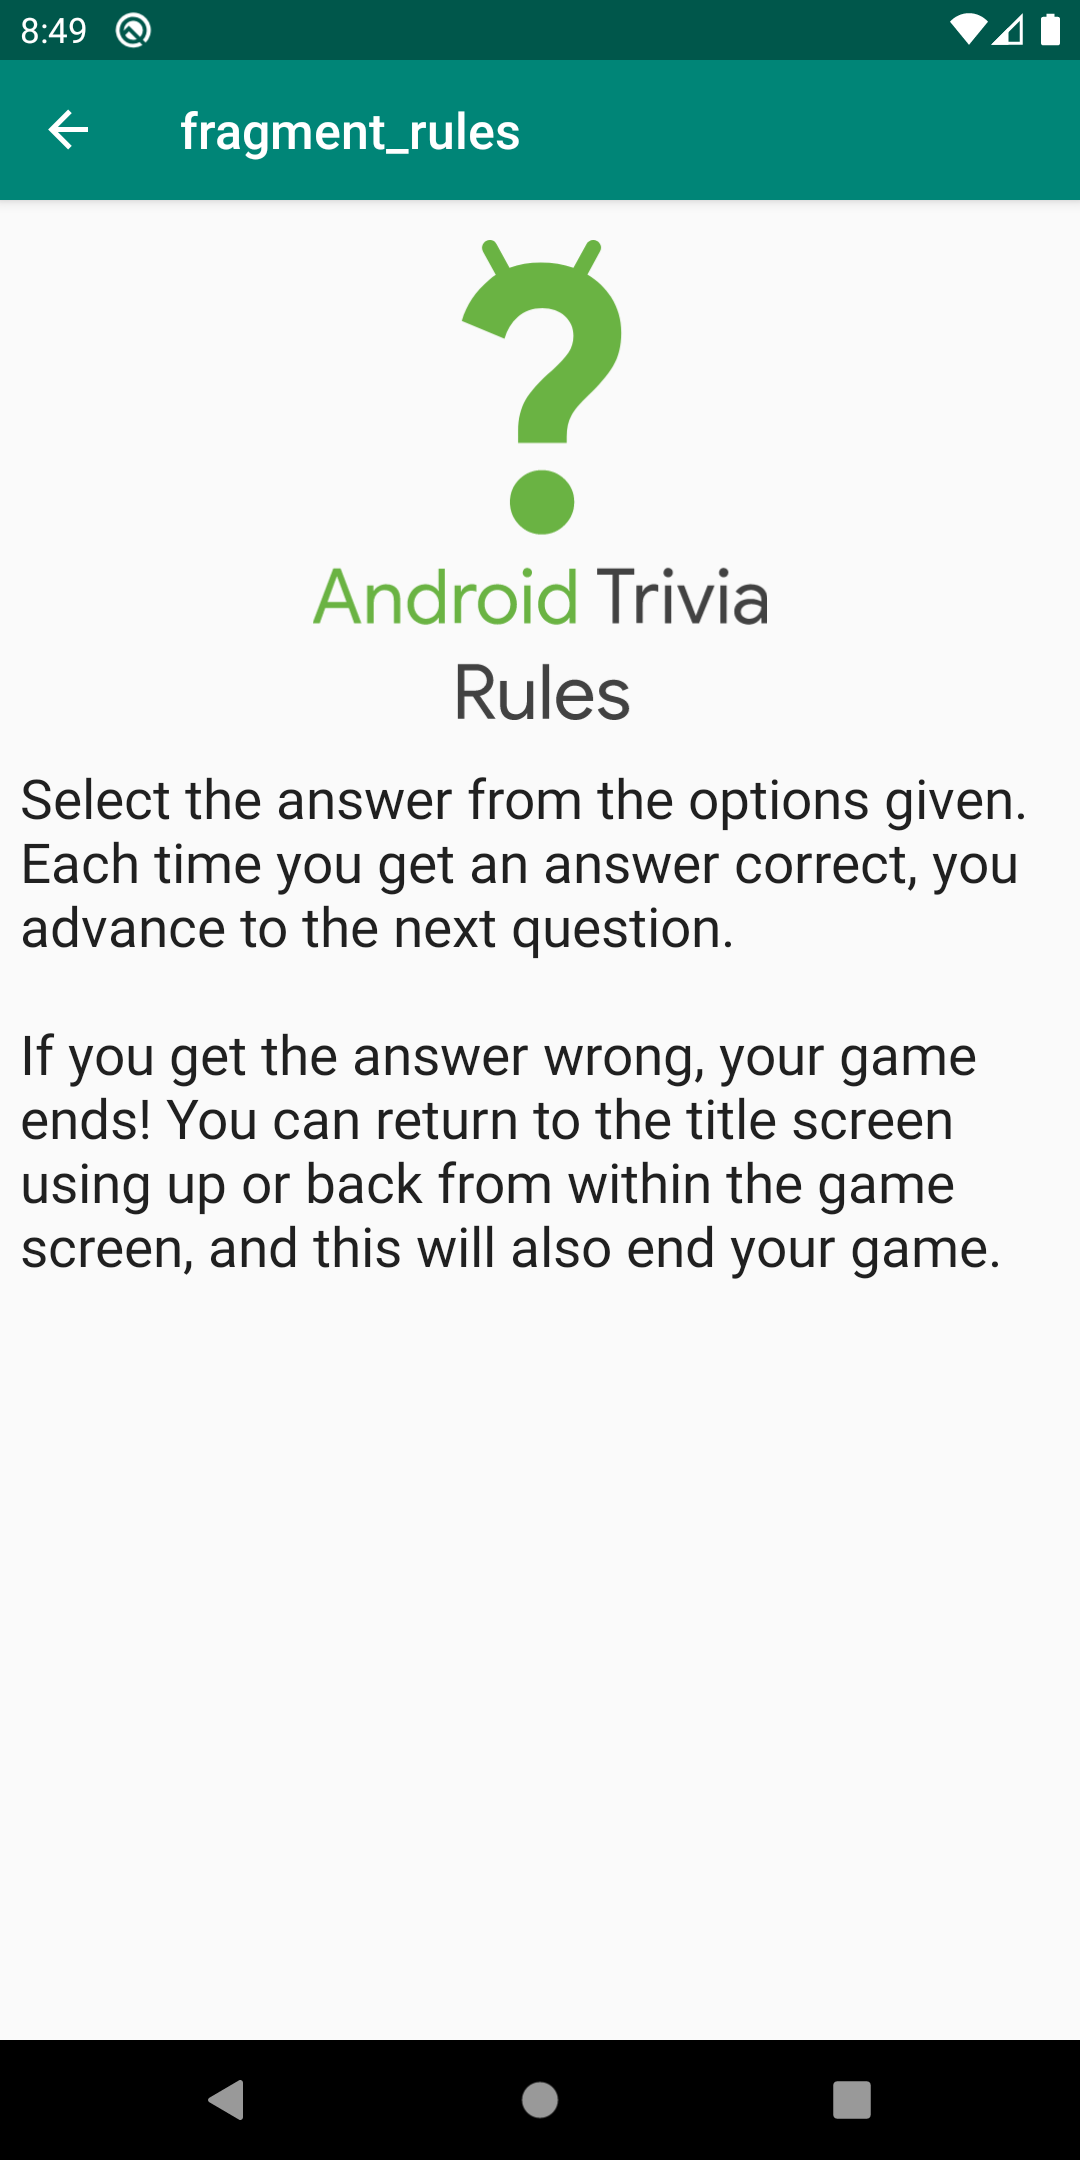 8:49
fragment_rules
Android Trivia
Rules
Select the answer from the options given.
Each time you get an answer correct, you
advance to the next question.
If you get the answer wrong, your game
ends! You can return to the title screen
using up or back from within the game
screen, and this will also end your game.